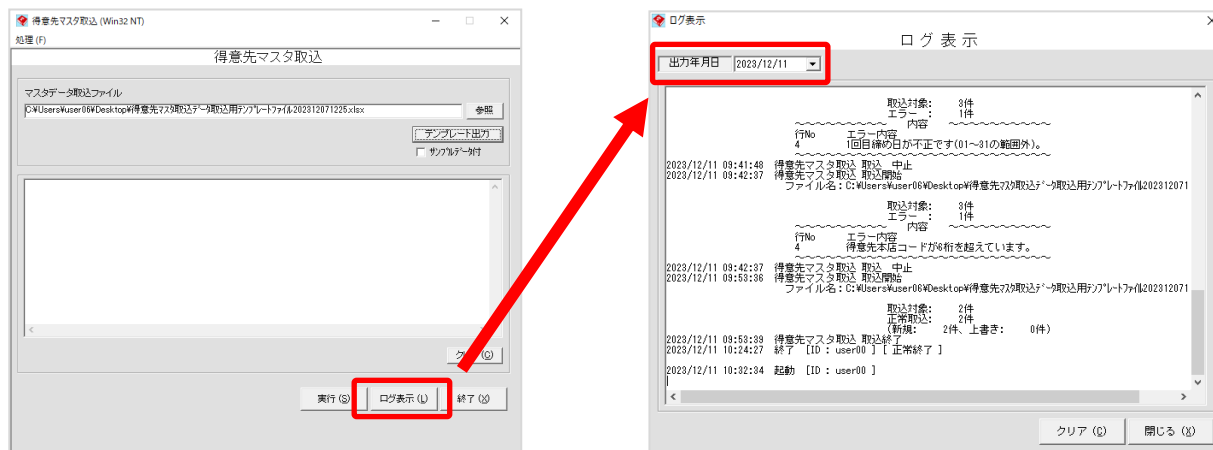 得意先マスタ取込 (Win32 NT)
処理(F)
得意先マスタ取込
マスタデータ取込ファイル
C:¥Users¥user06¥Desktop¥得意先マスタ取込データ取込用テンプレートファイル202312071225.xlsx
参照
テンプレート出力
サンプルデータ付
クリア(C)
実行(S)
ログ表示(L)
終了(X)
ログ表示
ログ表示
出力年月日 2023/12/11
取込対象: 3件
エラー : 1件
~~~~~~~~~~ 内容 ~~~~~~~~~~
行No エラー内容
4 1回目締め日が不正です(01~31の範囲外)。
~~~~~~~~~~~~~~~~~~~~~~~~~
2023/12/11 09:41:48 得意先マスタ取込 取込 中止
2023/12/11 09:42:37 得意先マスタ取込 取込開始
ファイル名:C:¥Users¥user06¥Desktop¥得意先マスタ取込データ取込用テンプレートファイル202312071
取込対象: 3件
エラー : 1件
~~~~~~~~~~ 内容 ~~~~~~~~~~
行No エラー内容
4 得意先本店コードが6桁を超えています。
~~~~~~~~~~~~~~~~~~~~~~~~~
2023/12/11 09:42:37 得意先マスタ取込 取込 中止
2023/12/11 09:53:36 得意先マスタ取込 取込開始
ファイル名:C:¥Users¥user06¥Desktop¥得意先マスタ取込データ取込用テンプレートファイル202312071
取込対象: 2件
正常取込: 2件
(新規: 2件、上書き: 0件)
2023/12/11 09:53:39 得意先マスタ取込 取込終了
2023/12/11 10:24:27 終了 [ID : user00 ] [ 正常終了 ]
2023/12/11 10:32:34 起動 [ID : user00 ]
クリア(C)
閉じる(X)